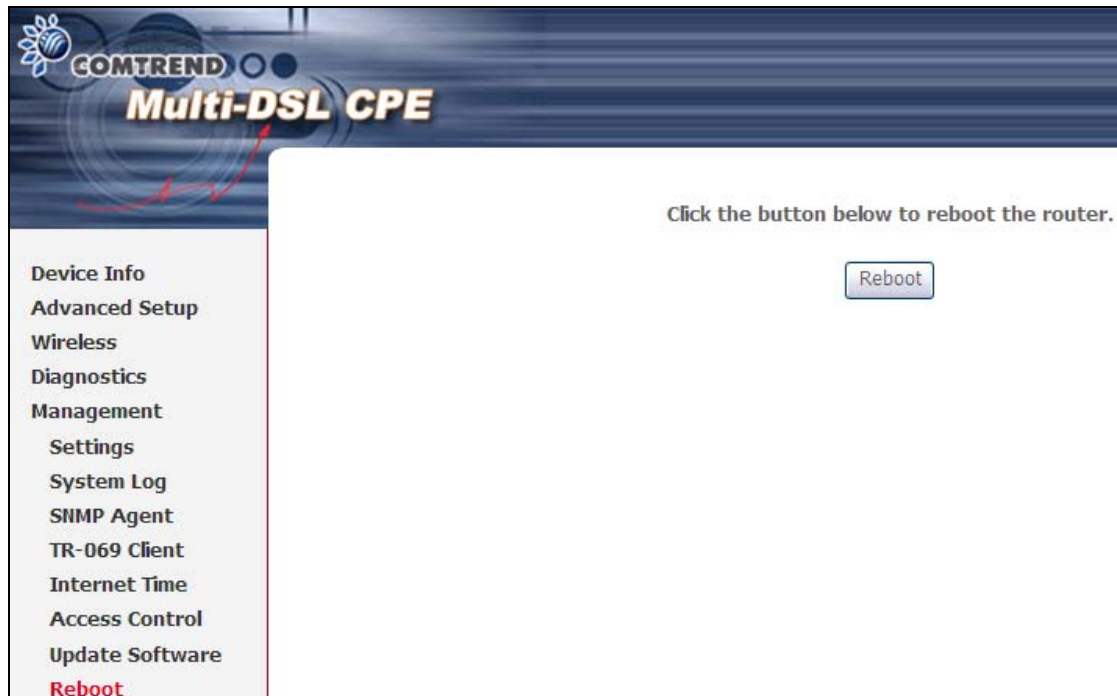 COMTREND
Multi-DSL CPE
Click the button below to reboot the router.
Reboot
Device Info
Advanced Setup
Wireless
Diagnostics
Management
Settings
System Log
SNMP Agent
TR-069 Client
Internet Time
Access Control
Update Software
Reboot